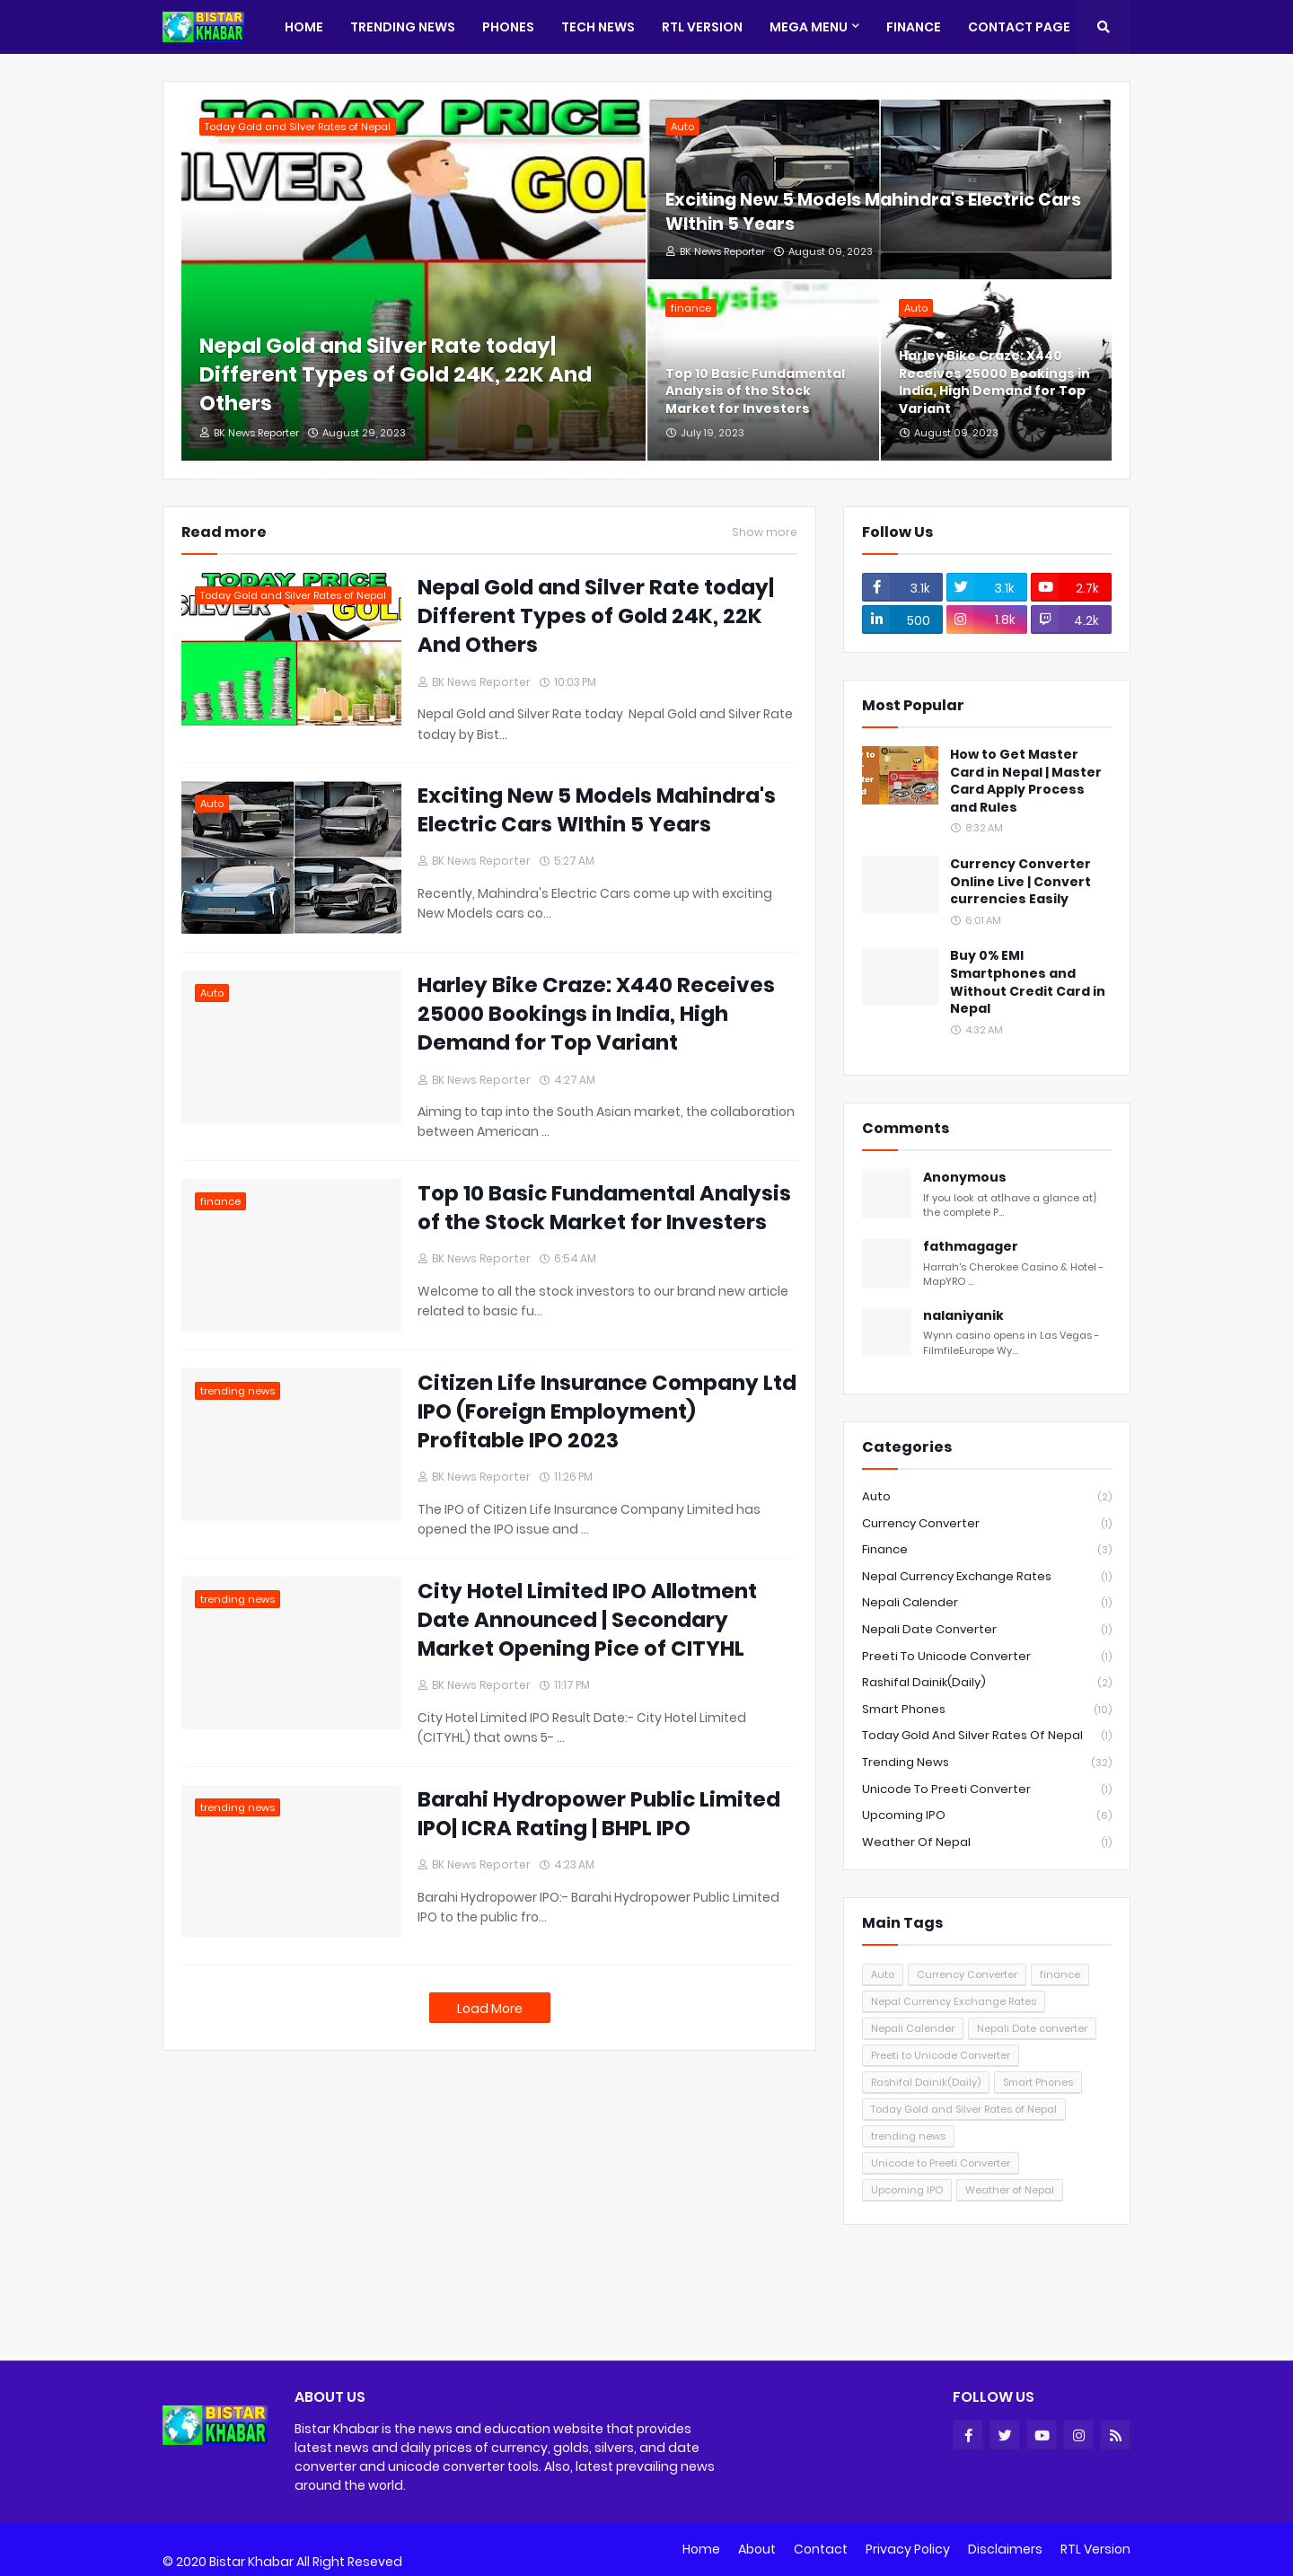 BISTAR
KHABAR
HOME TRENDING NEWS PHONES TECH NEWS RTL VERSION MEGA MENU FINANCE CONTACT PAGE
TODAY PRICE
Today Gold and Silver Rates of Nepal
Nepal Gold and Silver Rate today|
Different Types of Gold 24K, 22K And
Others
BK News Reporter August 29, 2023
Auto
Exciting New 5 Models Mahindra's Electric Cars
WIthin 5 Years
BK News Reporter August 09, 2023
finance
Top 10 Basic Fundamental
Analysis of the Stock
Market for Investers
July 19, 2023
Auto
Harley Bike Craze: X440
Receives 25000 Bookings in
India, High Demand for Top
Variant
August 09, 2023
Read more
Show more
Today Gold and Silver Rates of Nepal
Nepal Gold and Silver Rate today|
Different Types of Gold 24K, 22K
And Others
BK News Reporter 10:03 PM
Nepal Gold and Silver Rate today  Nepal Gold and Silver Rate
today by Bist...
Auto
Exciting New 5 Models Mahindra's
Electric Cars WIthin 5 Years
BK News Reporter 5:27 AM
Recently, Mahindra's Electric Cars come up with exciting
New Models cars co...
Auto
Harley Bike Craze: X440 Receives
25000 Bookings in India, High
Demand for Top Variant
BK News Reporter 4:27 AM
Aiming to tap into the South Asian market, the collaboration
between American ...
finance
Top 10 Basic Fundamental Analysis
of the Stock Market for Investers
BK News Reporter 6:54 AM
Welcome to all the stock investors to our brand new article
related to basic fu...
trending news
Citizen Life Insurance Company Ltd
IPO (Foreign Employment)
Profitable IPO 2023
BK News Reporter 11:26 PM
The IPO of Citizen Life Insurance Company Limited has
opened the IPO issue and ...
trending news
City Hotel Limited IPO Allotment
Date Announced | Secondary
Market Opening Pice of CITYHL
BK News Reporter 11:17 PM
City Hotel Limited IPO Result Date:- City Hotel Limited
(CITYHL) that owns 5- ...
trending news
Barahi Hydropower Public Limited
IPO| ICRA Rating | BHPL IPO
BK News Reporter 4:23 AM
Barahi Hydropower IPO:- Barahi Hydropower Public Limited
IPO to the public fro...
Load More
Follow Us
3.1k 3.1k 2.7k
500 1.8k 4.2k
Most Popular
How to Get Master
Card in Nepal | Master
Card Apply Process
and Rules
8:32 AM
Currency Converter
Online Live | Convert
currencies Easily
6:01 AM
Buy 0% EMI
Smartphones and
Without Credit Card in
Nepal
4:32 AM
Comments
Anonymous
If you look at at|have a glance at}
the complete P...
fathmagager
Harrah's Cherokee Casino & Hotel -
MapYRO ...
nalaniyanik
Wynn casino opens in Las Vegas -
FilmfileEurope Wy...
Categories
Auto (2)
Currency Converter (1)
Finance (3)
Nepal Currency Exchange Rates (1)
Nepali Calender (1)
Nepali Date Converter (1)
Preeti To Unicode Converter (1)
Rashifal Dainik(Daily) (2)
Smart Phones (10)
Today Gold And Silver Rates Of Nepal (1)
Trending News (32)
Unicode To Preeti Converter (1)
Upcoming IPO (6)
Weather Of Nepal (1)
Main Tags
Auto Currency Converter finance
Nepal Currency Exchange Rates
Nepali Calender Nepali Date converter
Preeti to Unicode Converter
Rashifal Dainik(Daily) Smart Phones
Today Gold and Silver Rates of Nepal
trending news
Unicode to Preeti Converter
Upcoming IPO Weather of Nepal
BISTAR
KHABAR
ABOUT US
Bistar Khabar is the news and education website that provides
latest news and daily prices of currency, golds, silvers, and date
converter and unicode converter tools. Also, latest prevailing news
around the world.
FOLLOW US
© 2020 Bistar Khabar All Right Reseved
Home About Contact Privacy Policy Disclaimers RTL Version